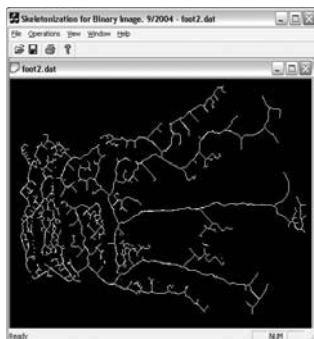 Skeletonization for Binary Image, 9/2004 - foot2.dat
File Operations View Window Help
foot2.dat
Ready NUM